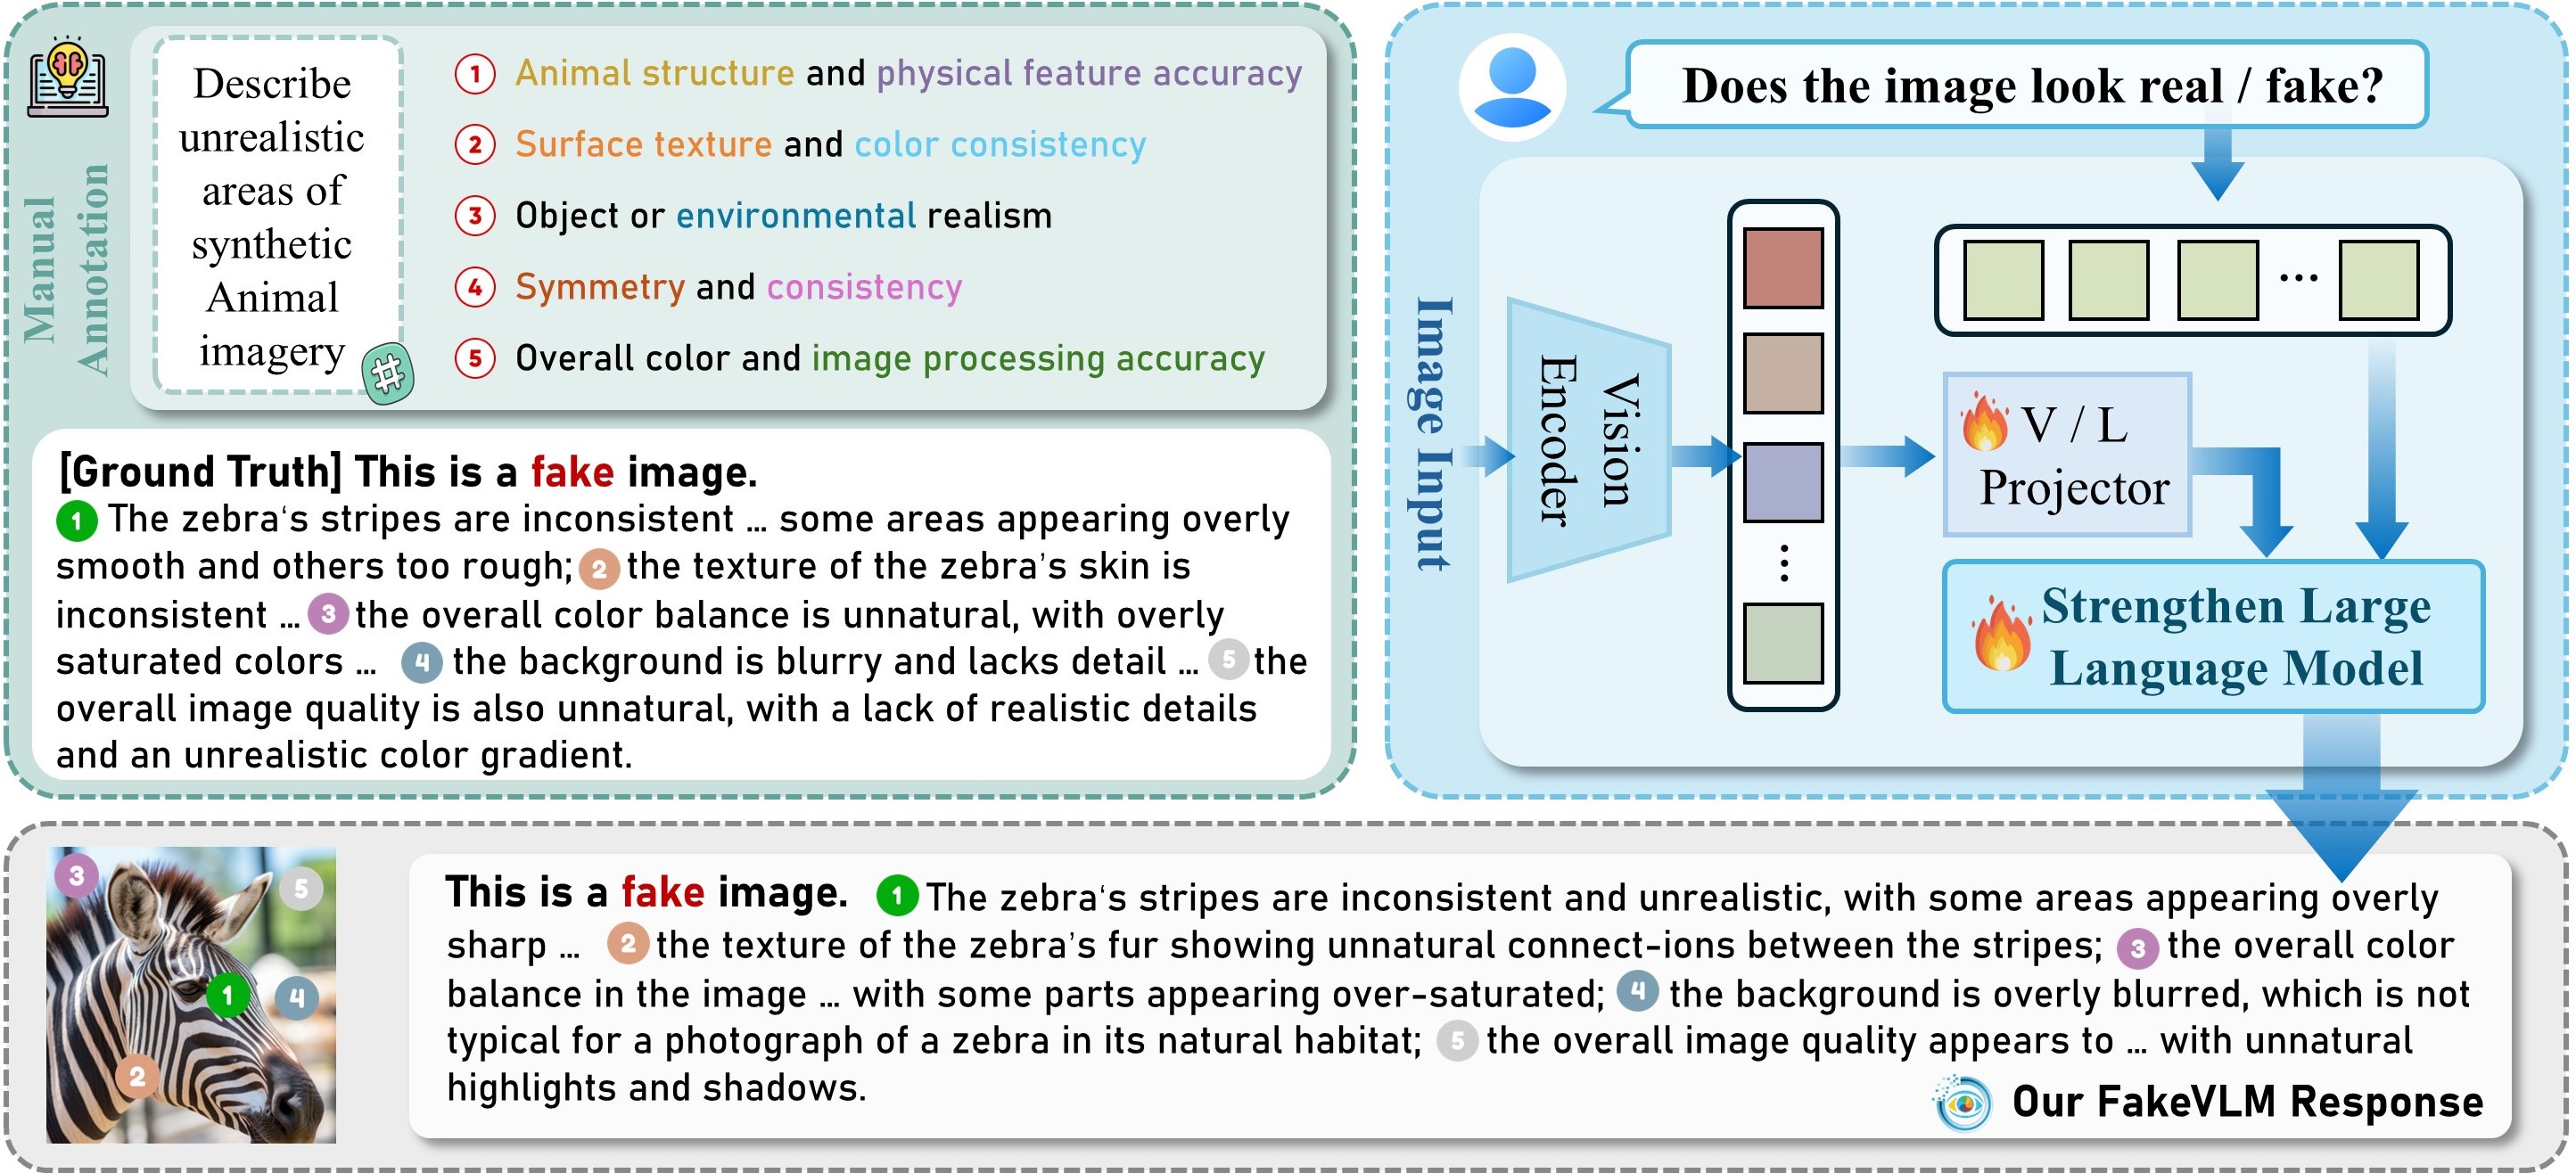 Manual
Annotation
Describe
unrealistic
areas of
synthetic
Animal
imagery
#
1 Animal structure and physical feature accuracy
2 Surface texture and color consistency
3 Object or environmental realism
4 Symmetry and consistency
5 Overall color and image processing accuracy
[Ground Truth] This is a fake image.
1 The zebra‘s stripes are inconsistent ... some areas appearing overly
smooth and others too rough; 2 the texture of the zebra’s skin is
inconsistent ... 3 the overall color balance is unnatural, with overly
saturated colors ... 4 the background is blurry and lacks detail ... 5 the
overall image quality is also unnatural, with a lack of realistic details
and an unrealistic color gradient.
Does the image look real / fake?
Image Input
Vision
Encoder
...
...
V / L
Projector
Strengthen Large
Language Model
3
5
1
4
2
This is a fake image. 1 The zebra‘s stripes are inconsistent and unrealistic, with some areas appearing overly
sharp ... 2 the texture of the zebra’s fur showing unnatural connect-ions between the stripes; 3 the overall color
balance in the image ... with some parts appearing over-saturated; 4 the background is overly blurred, which is not
typical for a photograph of a zebra in its natural habitat; 5 the overall image quality appears to ... with unnatural
highlights and shadows.
Our FakeVLM Response